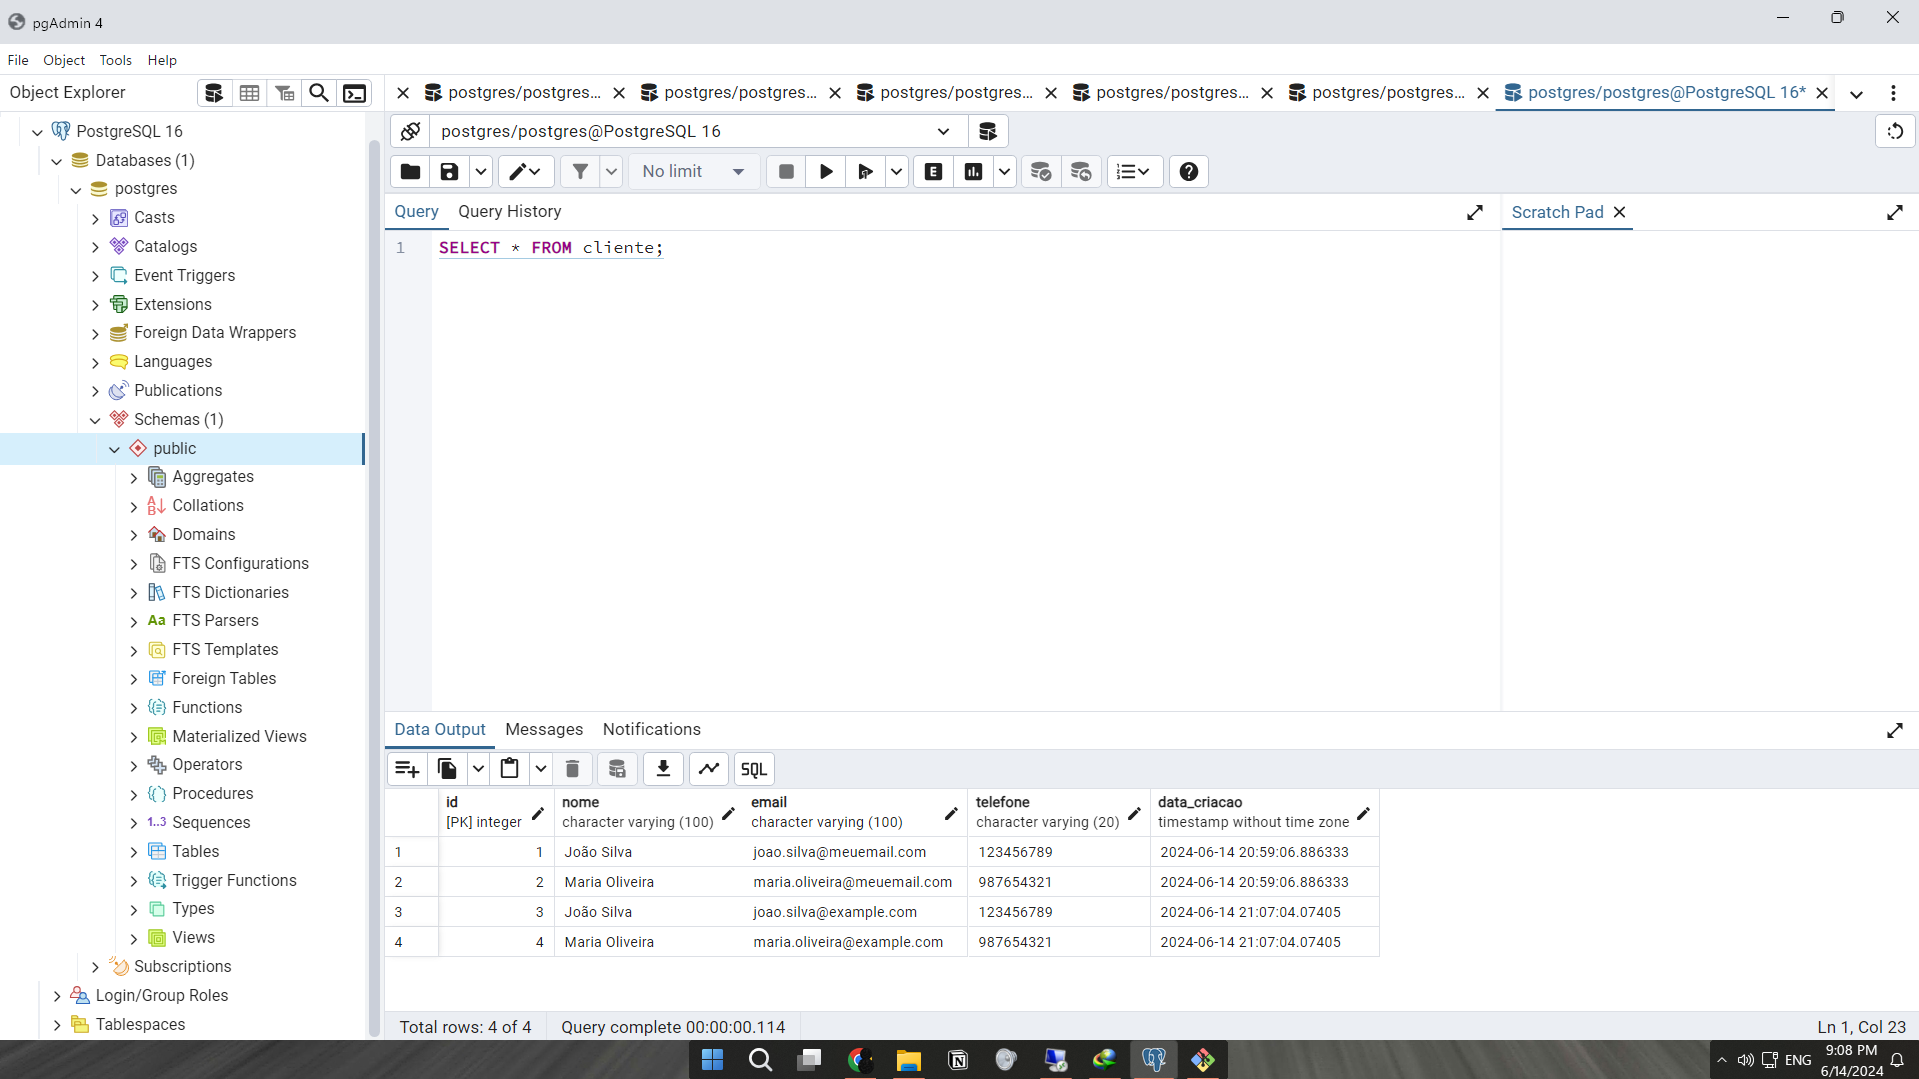 pgAdmin 4
File Object Tools Help
Object Explorer
postgres/postgres... postgres/postgres... postgres/postgres... postgres/postgres... postgres/postgres... postgres/postgres@PostgreSQL 16*
PostgreSQL 16
Databases (1)
postgres
Casts
Catalogs
Event Triggers
Extensions
Foreign Data Wrappers
Languages
Publications
Schemas (1)
public
Aggregates
Collations
Domains
FTS Configurations
FTS Dictionaries
Aa FTS Parsers
FTS Templates
Foreign Tables
Functions
Materialized Views
Operators
Procedures
1..3 Sequences
Tables
Trigger Functions
Types
Views
Subscriptions
Login/Group Roles
Tablespaces
postgres/postgres@PostgreSQL 16
No limit
E
Query Query History
Scratch Pad
1 SELECT * FROM cliente;
Data Output Messages Notifications
SQL
id nome email telefone data_criacao
[PK] integer character varying (100) character varying (100) character varying (20) timestamp without time zone
1 1 João Silva joao.silva@meuemail.com 123456789 2024-06-14 20:59:06.886333
2 2 Maria Oliveira maria.oliveira@meuemail.com 987654321 2024-06-14 20:59:06.886333
3 3 João Silva joao.silva@example.com 123456789 2024-06-14 21:07:04.07405
4 4 Maria Oliveira maria.oliveira@example.com 987654321 2024-06-14 21:07:04.07405
Total rows: 4 of 4 Query complete 00:00:00.114 Ln 1, Col 23
ENG 9:08 PM
6/14/2024